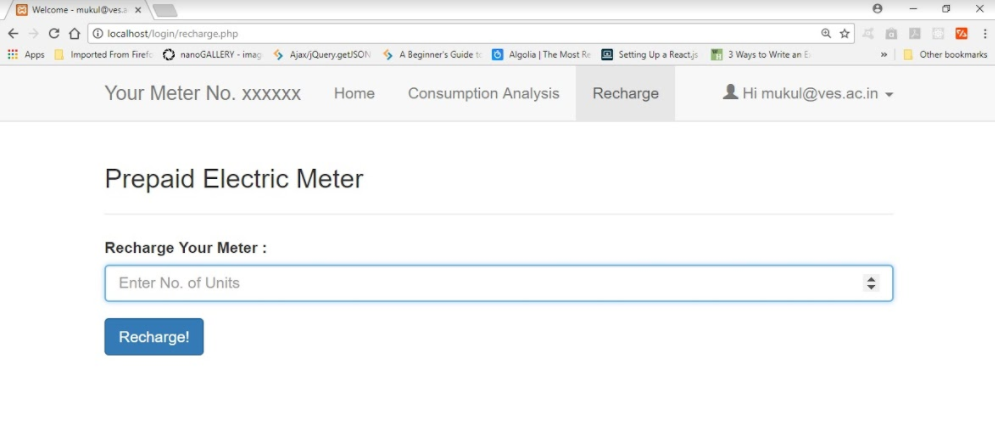 Welcome - mukul@ves.a
localhost/login/recharge.php
Apps Imported From Firefo nanoGALLERY - imag Ajax/jQuery.getJSON A Beginner's Guide to Algolia | The Most Re Setting Up a React.js 3 Ways to Write an E » Other bookmarks
Your Meter No. xxxxxx Home Consumption Analysis Recharge Hi mukul@ves.ac.in
Prepaid Electric Meter
Recharge Your Meter :
Enter No. of Units
Recharge!